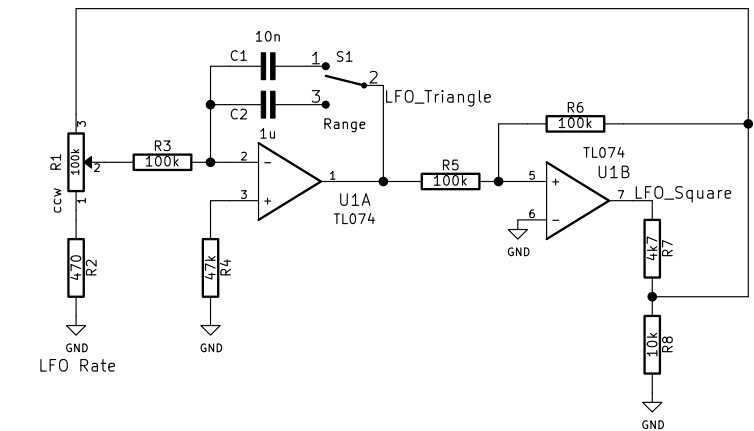 10n
C1
1
S1
2
LFO_Triangle
C2
3
Range
1u
R6
100k
3
R1
100k
2
ccw
1
R3
100k
2
-
3
+
1
U1A
TL074
R5
100k
TL074
U1B
5
+
6
-
7
LFO_Square
GND
470
R2
47k
R4
4k7
R7
10k
R8
GND
LFO Rate
GND
GND